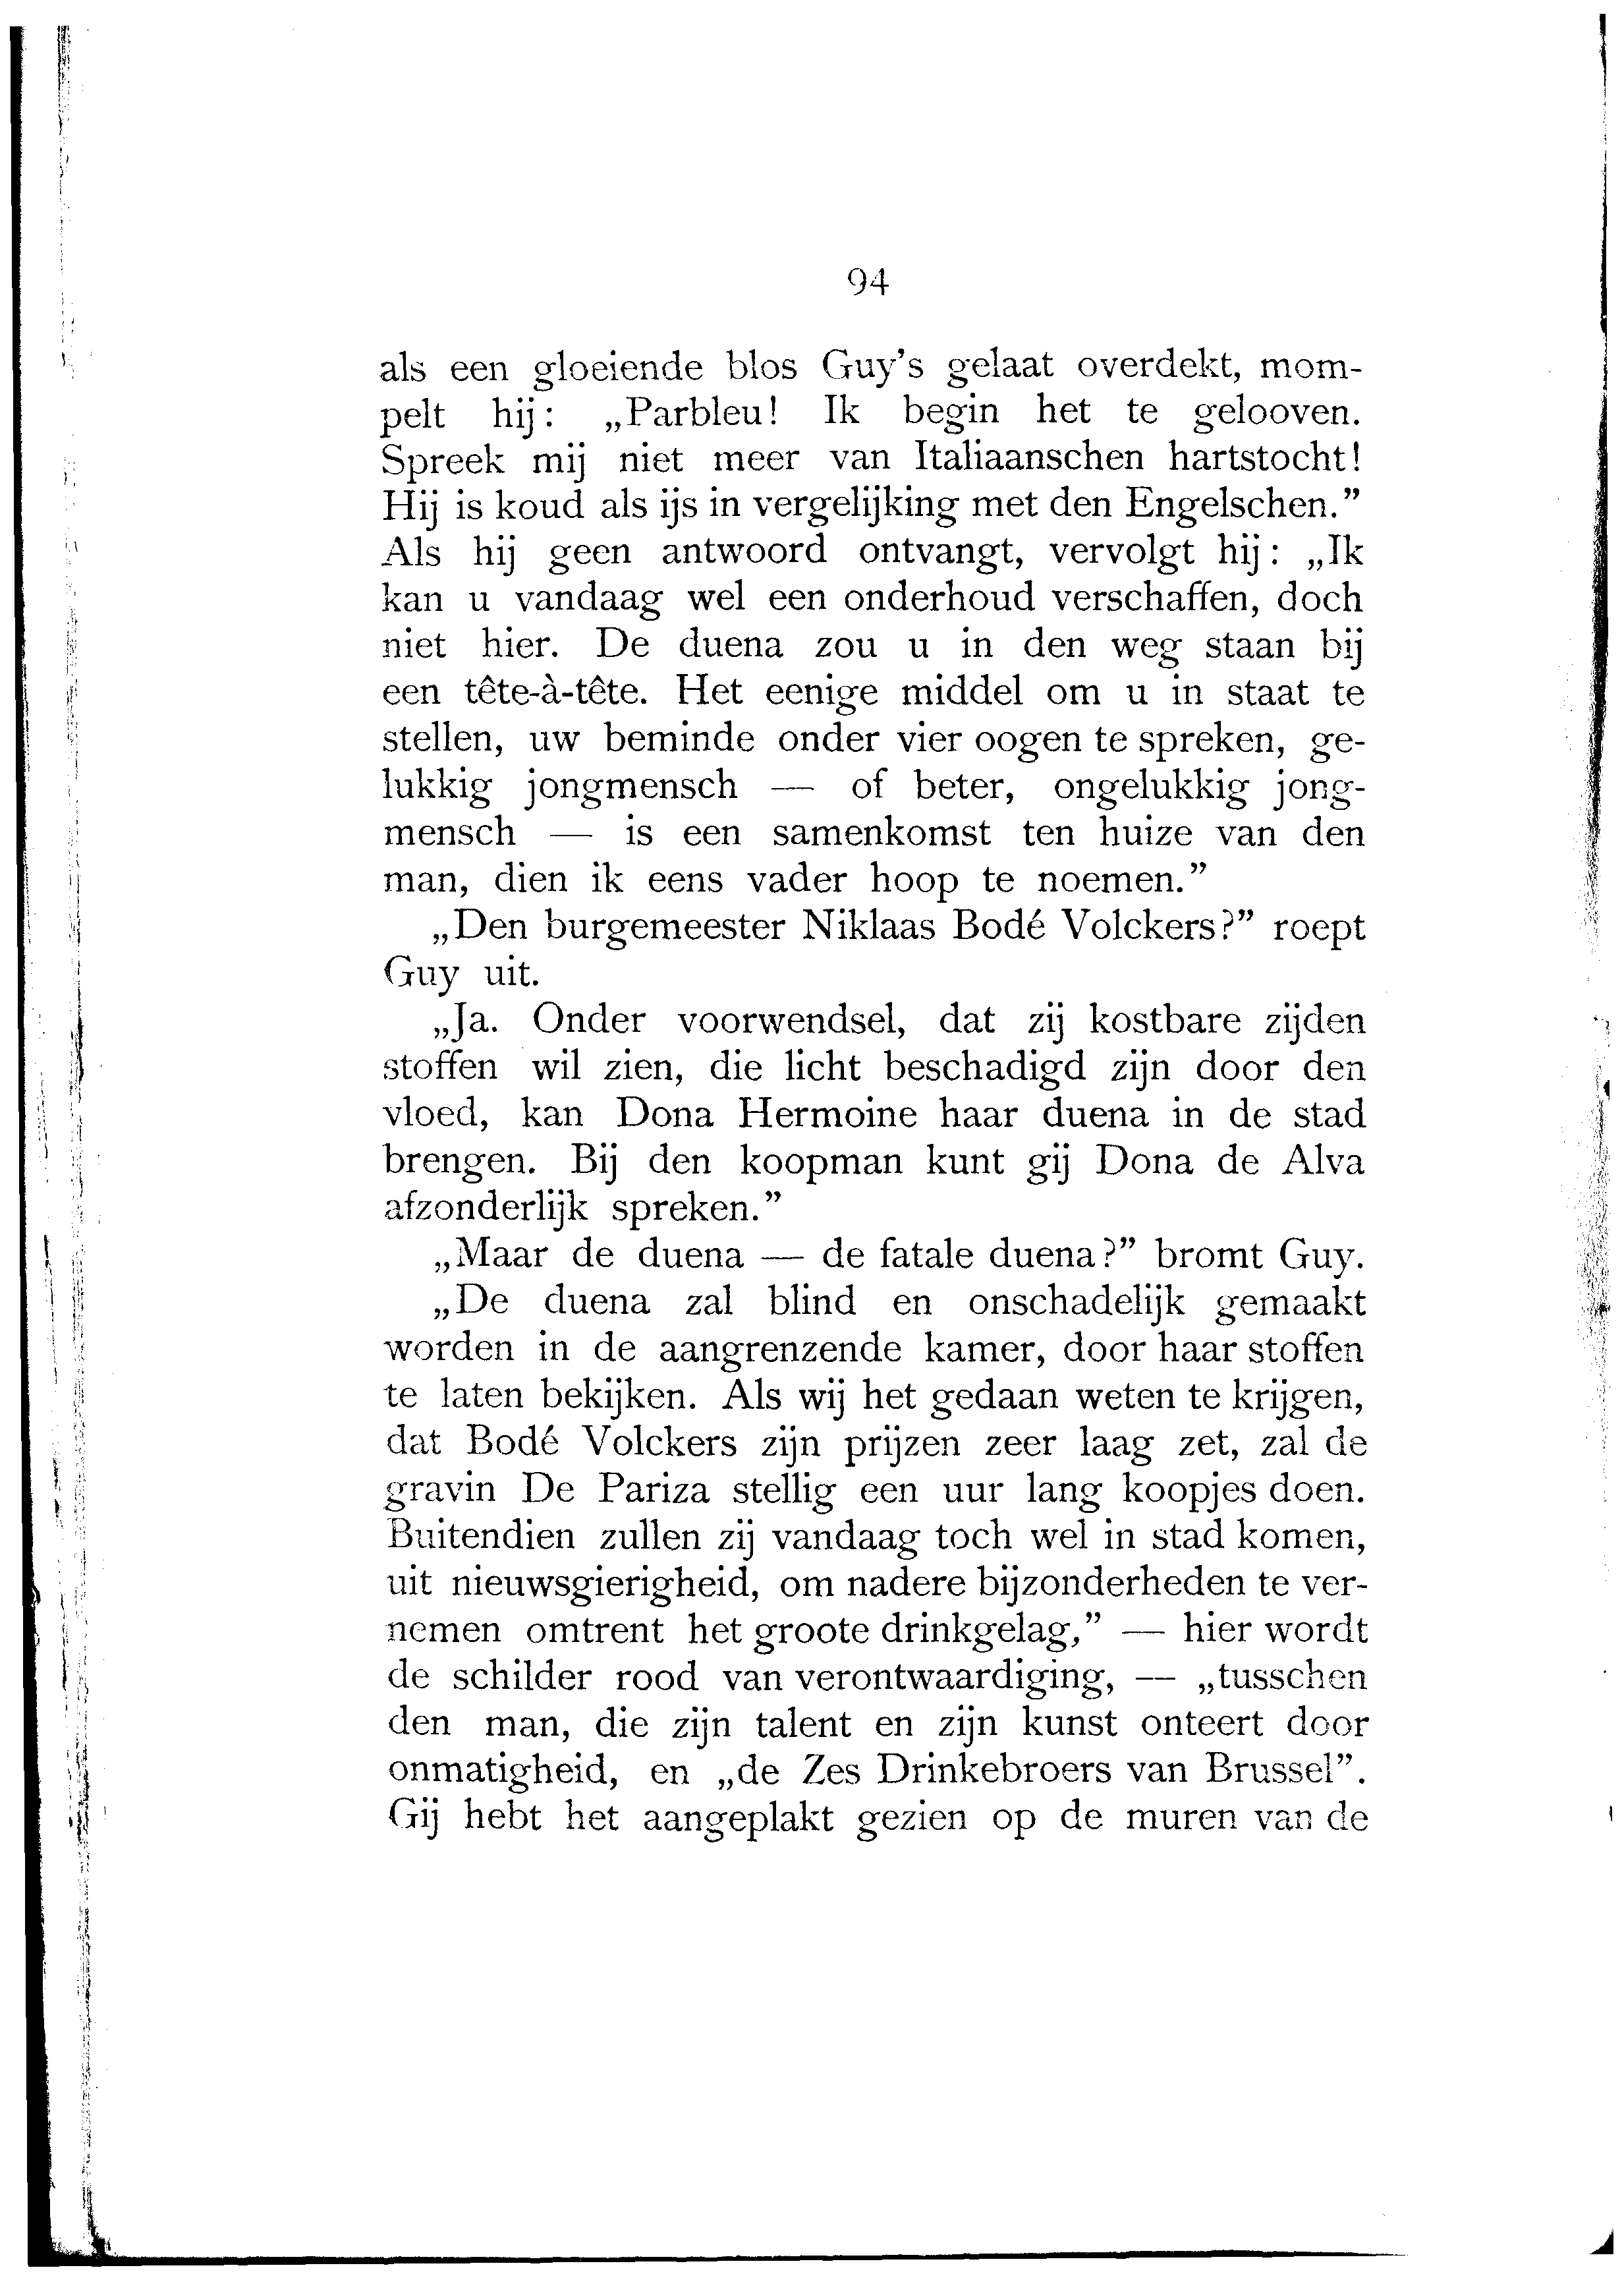 94
als een gloeiende blos Guy's gelaat overdekt, mom-
pelt hij: „Parbleu! Ik begin het te gelooven.
Spreek mij niet meer van Italiaanschen hartstocht!
Hij is koud als ijs in vergelijking met den Engelschen.”
Als hij geen antwoord ontvangt, vervolgt hij: „Ik
kan u vandaag wel een onderhoud verschaffen, doch
niet hier. De duena zou u in den weg staan bij
een tête-à-tête. Het eenige middel om u in staat te
stellen, uw beminde onder vier oogen te spreken, ge-
lukkig jongmensch — of beter, ongelukkig jong-
mensch — is een samenkomst ten huize van den
man, dien ik eens vader hoop te noemen.”
„Den burgemeester Niklaas Bodé Volckers?” roept
Guy uit.
„Ja. Onder voorwendsel, dat zij kostbare zijden
stoffen wil zien, die licht beschadigd zijn door den
vloed, kan Dona Hermoine haar duena in de stad
brengen. Bij den koopman kunt gij Dona de Alva
afzonderlijk spreken.”
„Maar de duena — de fatale duena?” bromt Guy.
„De duena zal blind en onschadelijk gemaakt
worden in de aangrenzende kamer, door haar stoffen
te laten bekijken. Als wij het gedaan weten te krijgen,
dat Bodé Volckers zijn prijzen zeer laag zet, zal de
gravin De Pariza stellig een uur lang koopjes doen.
Buitendien zullen zij vandaag toch wel in stad komen,
uit nieuwsgierigheid, om nadere bijzonderheden te ver-
nemen omtrent het groote drinkgelag,” — hier wordt
de schilder rood van verontwaardiging, — „tusschen
den man, die zijn talent en zijn kunst onteert door
onmatigheid, en „de Zes Drinkebroers van Brussel”.
Gij hebt het aangeplakt gezien op de muren van de